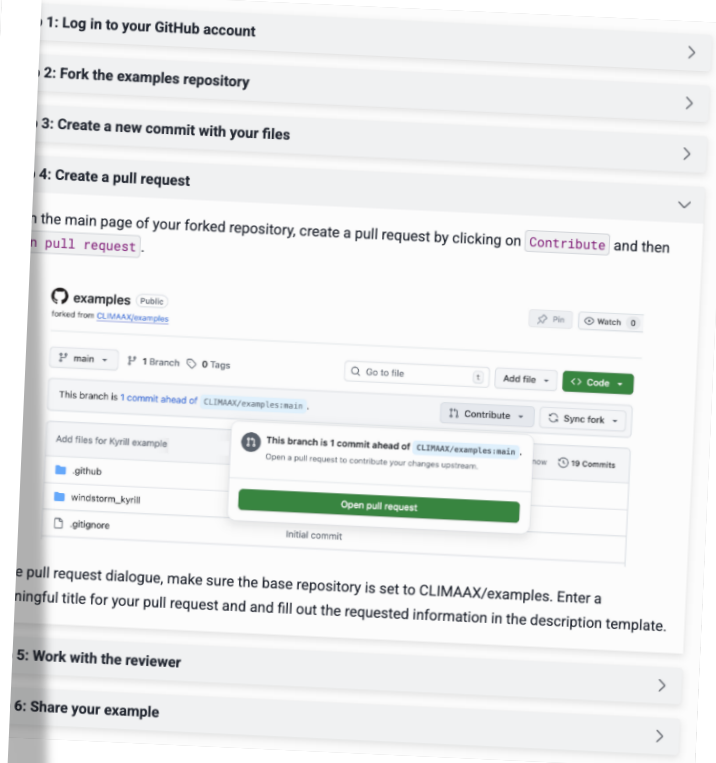 1: Log in to your GitHub account
2: Fork the examples repository
3: Create a new commit with your files
4: Create a pull request
the main page of your forked repository, create a pull request by clicking on Contribute and then
pull request.
examples Public
forked from CLIMAAX/examples
Pin Watch 0
main 1 Branch 0 Tags
Go to file t Add file <> Code
This branch is 1 commit ahead of CLIMAAX/examples:main.
Contribute Sync fork
Add files for Kyrill example now 19 Commits
This branch is 1 commit ahead of CLIMAAX/examples:main.
Open a pull request to contribute your changes upstream.
Open pull request
.github
windstorm_kyrill
.gitignore Initial commit
pull request dialogue, make sure the base repository is set to CLIMAAX/examples. Enter a
ningful title for your pull request and and fill out the requested information in the description template.
5: Work with the reviewer
6: Share your example